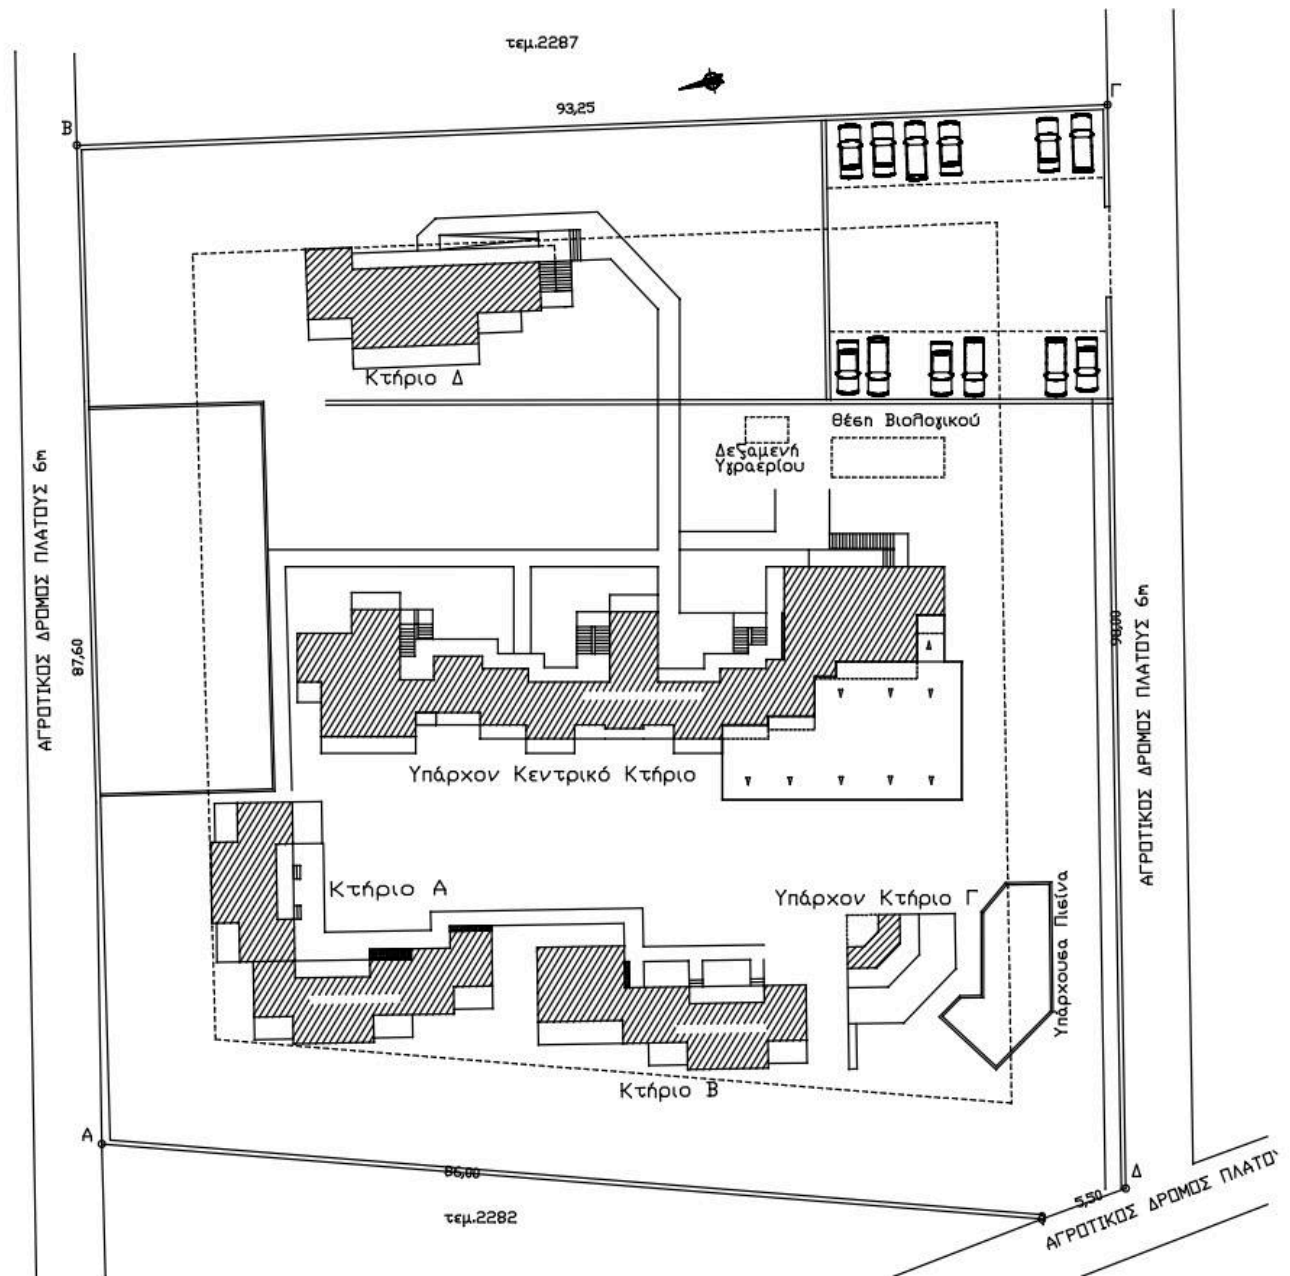 τεμ.2287
93,25
Β
Γ
Κτήριο Δ
θέση Βιολογικού
Δεξαμενή
Υγραερίου
ΑΓΡΟΤΙΚΟΣ ΔΡΟΜΟΣ ΠΛΑΤΟΥΣ 6m
87,60
98,00
ΑΓΡΟΤΙΚΟΣ ΔΡΟΜΟΣ ΠΛΑΤΟΥΣ 6m
Υπάρχον Κεντρικό Κτήριο
Κτήριο Α
Υπάρχον Κτήριο Γ
Υπάρχουσα Πισίνα
Κτήριο Β
Α
86,00
τεμ.2282
5,50
Δ
ΑΓΡΟΤΙΚΟΣ ΔΡΟΜΟΣ ΠΛΑΤΟΥ